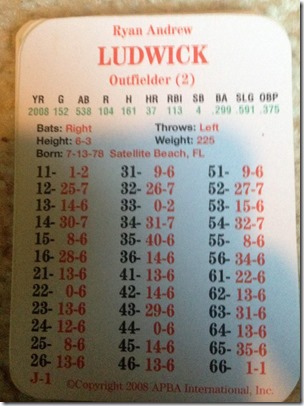 Ryan Andrew
LUDWICK
Outfielder (2)
YR G AB R H HR RBI SB BA SLG OBP
2008 152 538 104 161 37 113 4 .299 .591 .375
Bats: Right Throws: Left
Height: 6-3 Weight: 225
Born: 7-13-78 Satellite Beach, FL
11- 1-2 31- 9-6 51- 9-6
12- 25-7 32- 26-7 52- 27-7
13- 14-6 33- 0-2 53- 15-6
14- 30-7 34- 31-7 54- 32-7
15- 8-6 35- 40-6 55- 8-6
16- 28-6 36- 14-6 56- 34-6
21- 13-6 41- 13-6 61- 22-6
22- 0-6 42- 14-6 62- 13-6
23- 13-6 43- 29-6 63- 31-6
24- 12-6 44- 0-6 64- 13-6
25- 8-6 45- 14-6 65- 35-6
26- 13-6 46- 13-6 66- 1-1
J-1 ©Copyright 2008 APBA International, Inc.